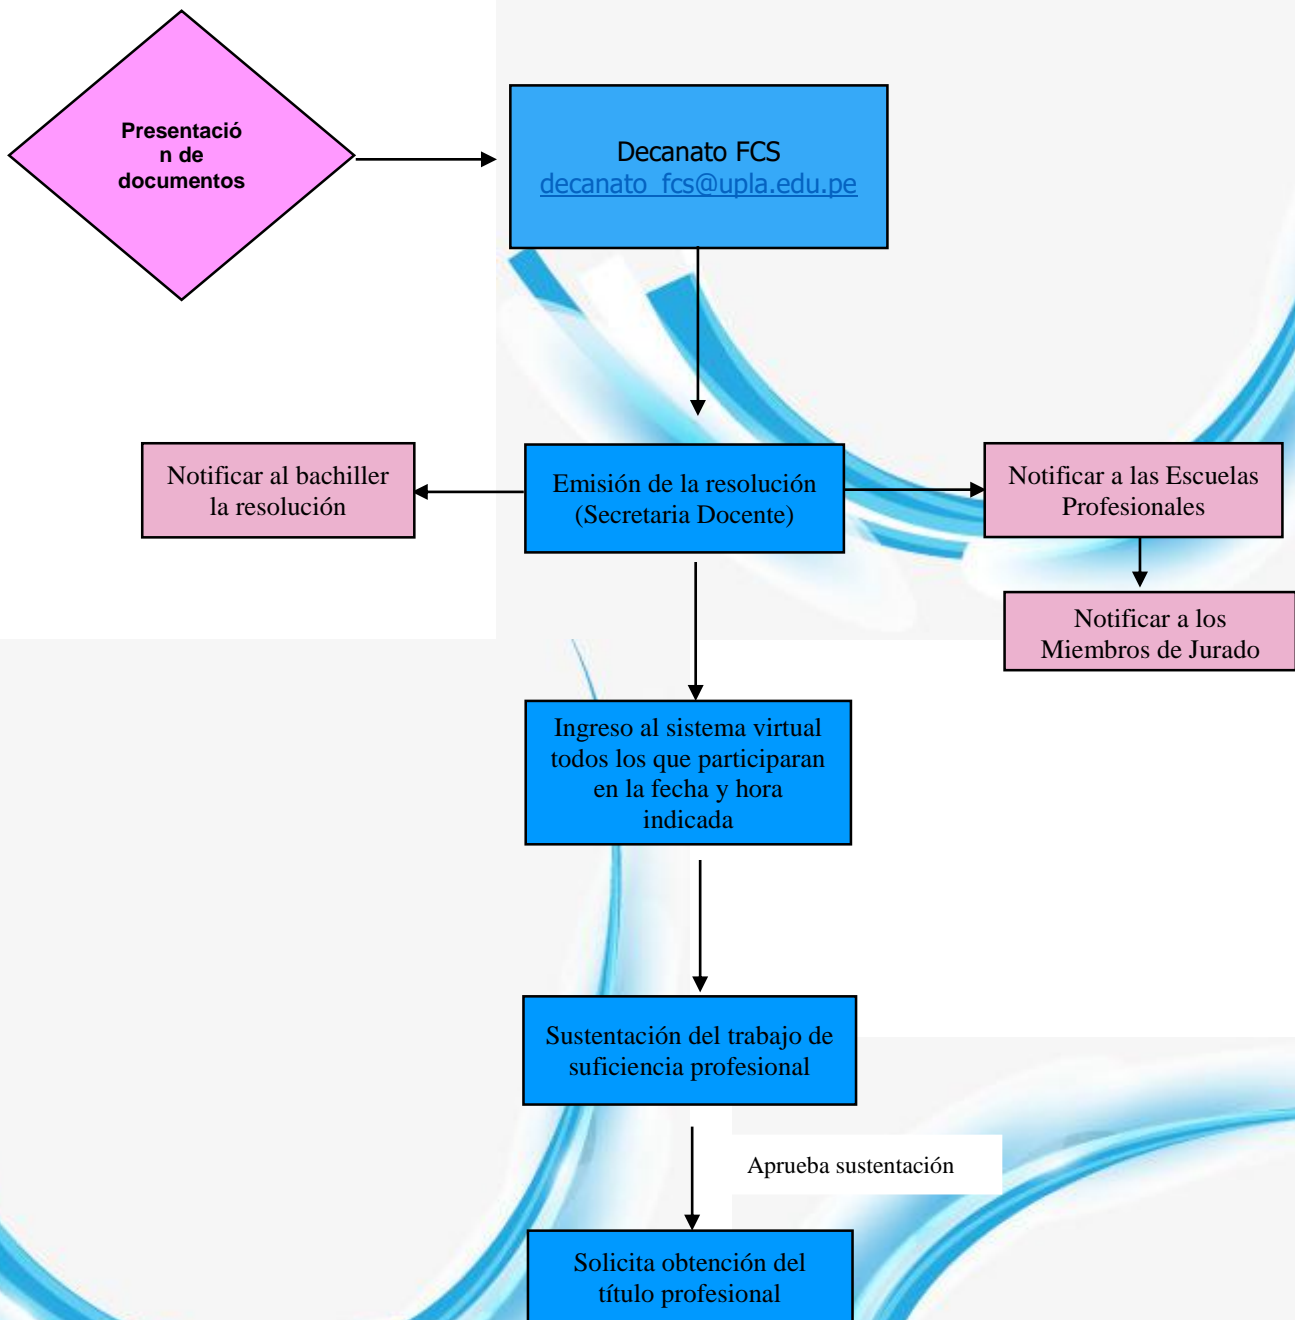 Presentació
n de
documentos
Decanato FCS
decanato_fcs@upla.edu.pe
Notificar al bachiller
la resolución
Emisión de la resolución
(Secretaria Docente)
Notificar a las Escuelas
Profesionales
Notificar a los
Miembros de Jurado
Ingreso al sistema virtual
todos los que participaran
en la fecha y hora
indicada
Sustentación del trabajo de
suficiencia profesional
Aprueba sustentación
Solicita obtención del
título profesional